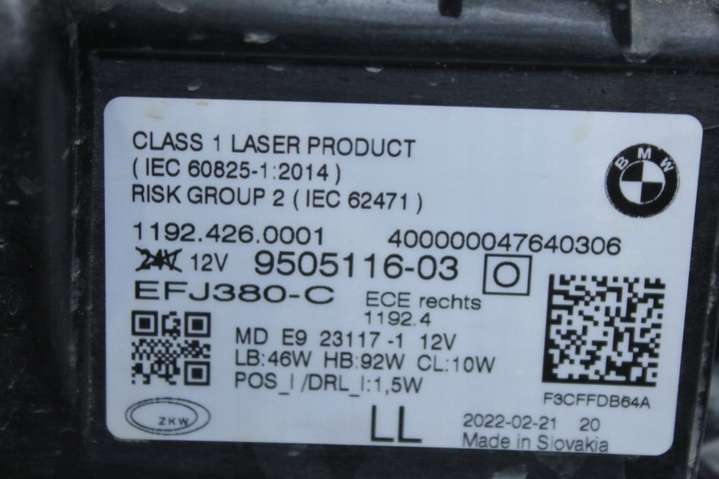 CLASS 1 LASER PRODUCT
( IEC 60825-1:2014 )
RISK GROUP 2 ( IEC 62471 )
BMW
1192.426.0001 400000047640306
24V 12V 9505116-03 O
EFJ380-C ECE rechts
1192.4
MD E9 23117 -1 12V
LB:46W HB:92W CL:10W
POS_I /DRL_I:1,5W
F3CFFDB64A
ZKW LL 2022-02-21 20
Made in Slovakia